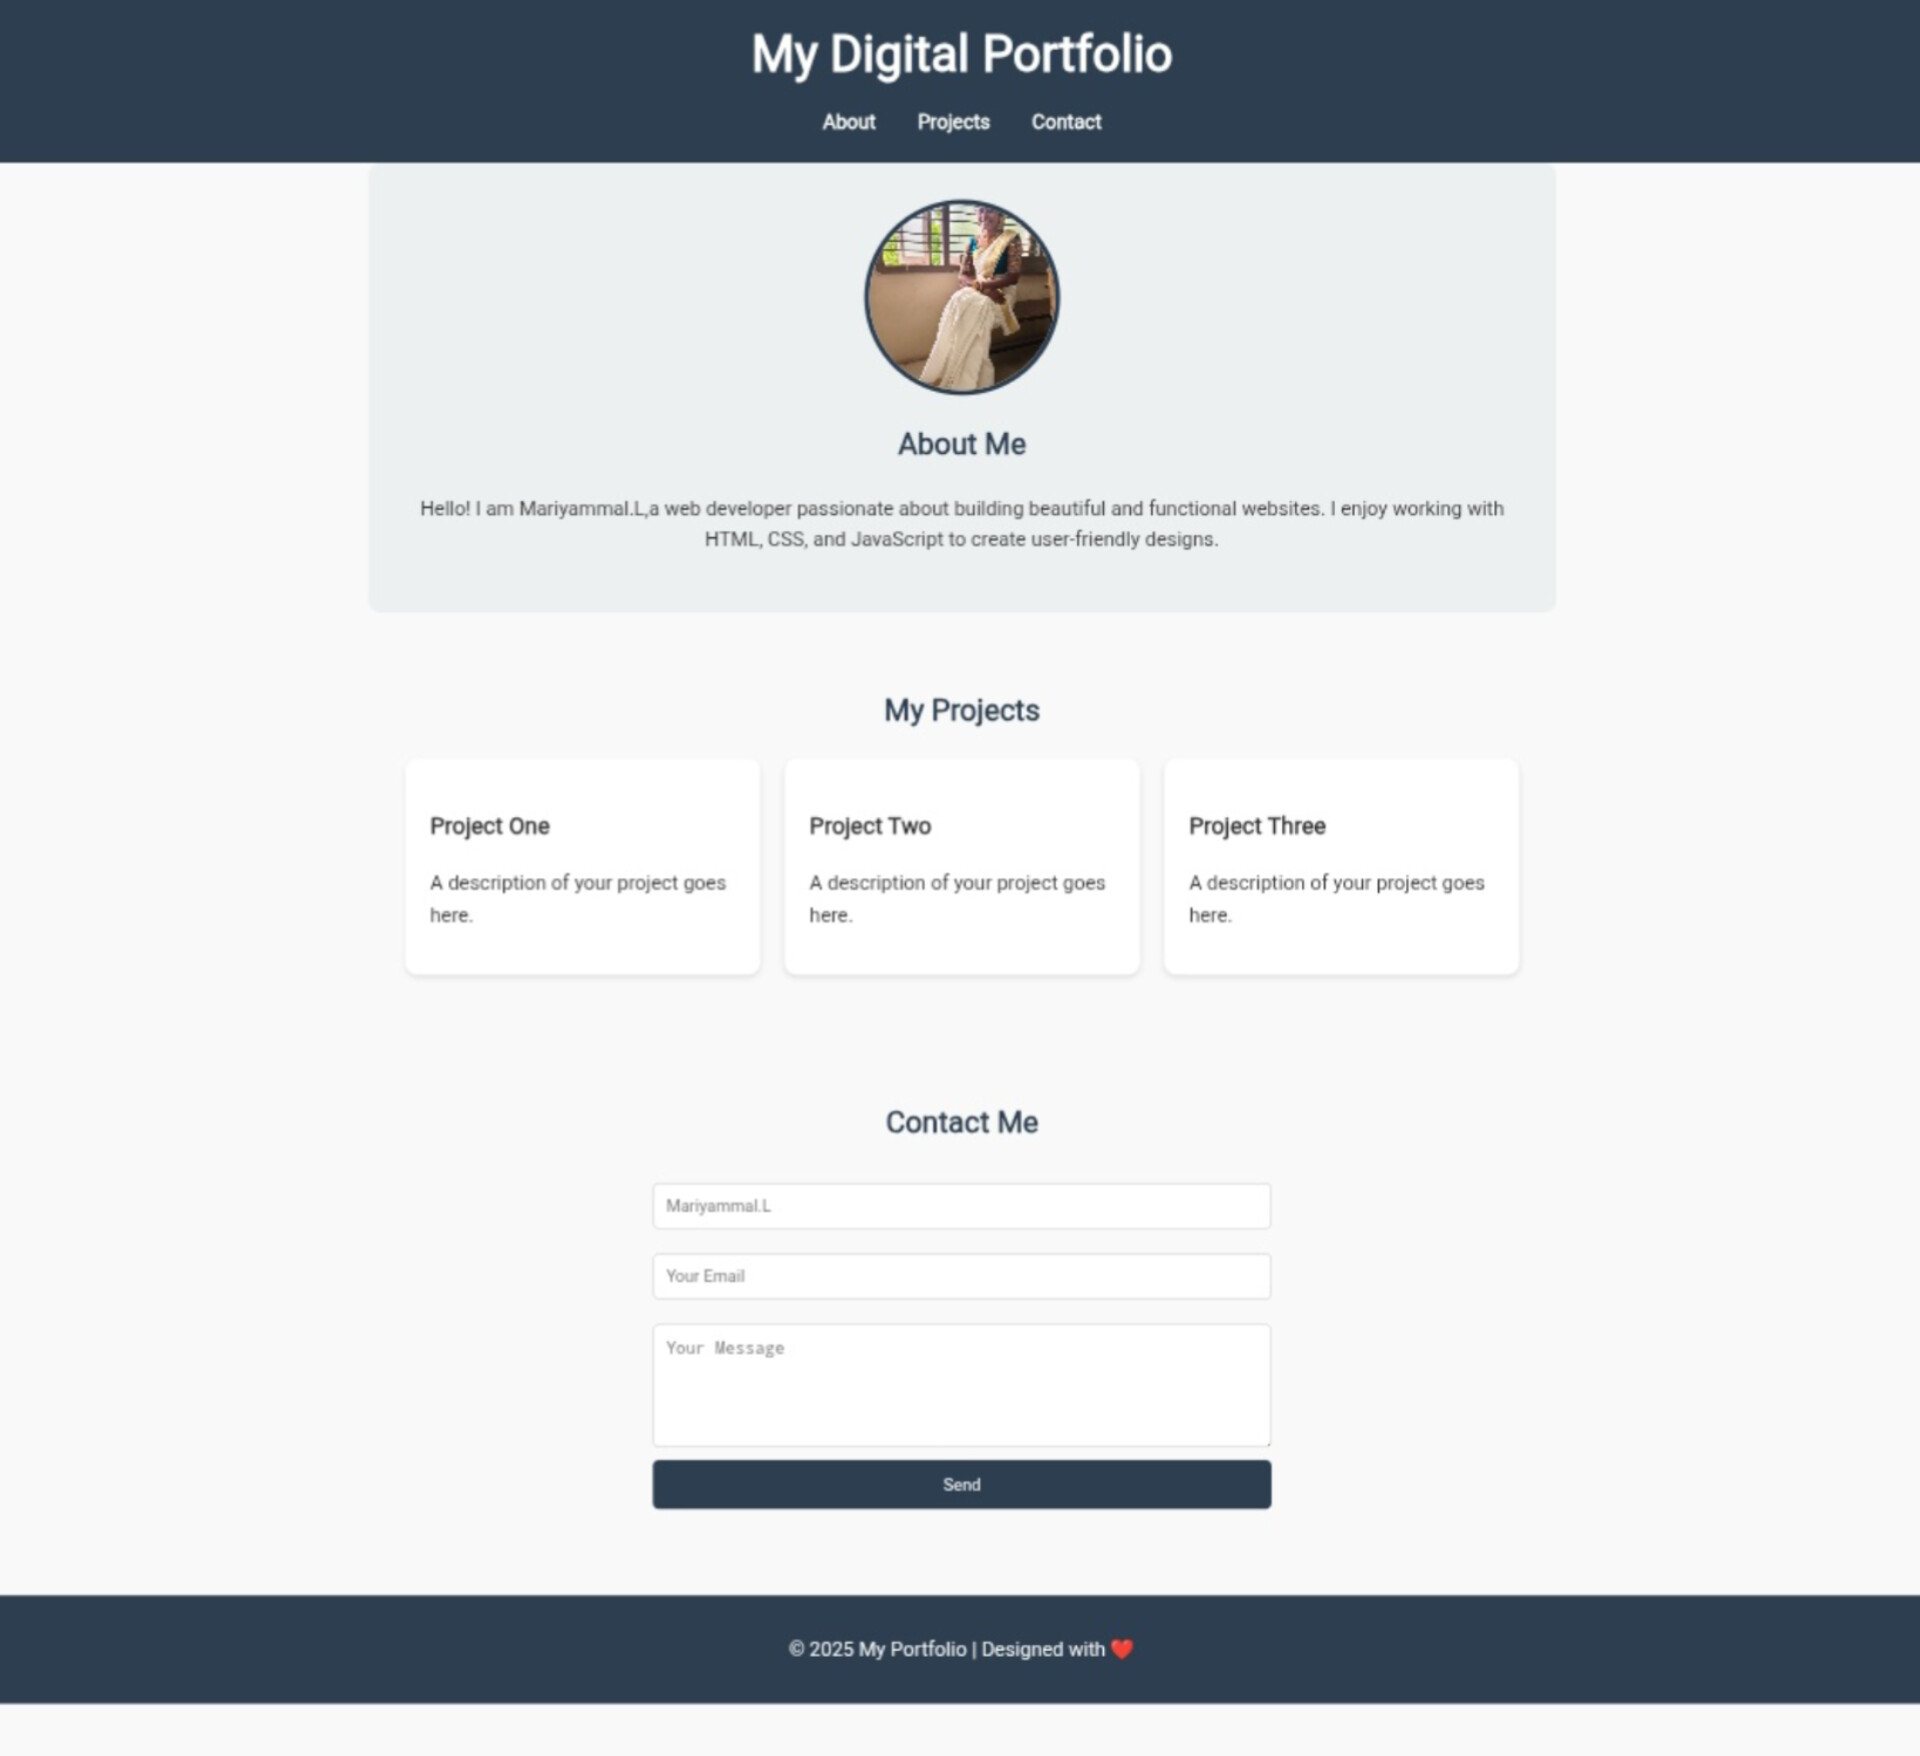 My Digital Portfolio
About Projects Contact
About Me
Hello! I am Mariyammal.L,a web developer passionate about building beautiful and functional websites. I enjoy working with
HTML, CSS, and JavaScript to create user-friendly designs.
My Projects
Project One
A description of your project goes
here.
Project Two
A description of your project goes
here.
Project Three
A description of your project goes
here.
Contact Me
Mariyammal.L
Your Email
Your Message
Send
© 2025 My Portfolio | Designed with ❤️